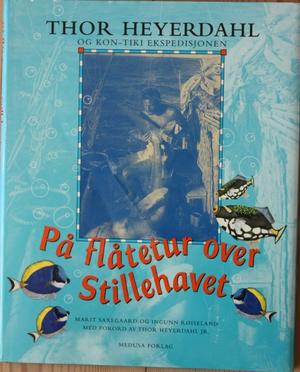 THOR HEYERDAHL
OG KON-TIKI EKSPEDISJONEN
På flåtetur over
Stillehavet
MARIT SAXEGAARD OG INGUNN RØISELAND
MED FORORD AV THOR HEYERDAHL JR.
MEDUSA FORLAG